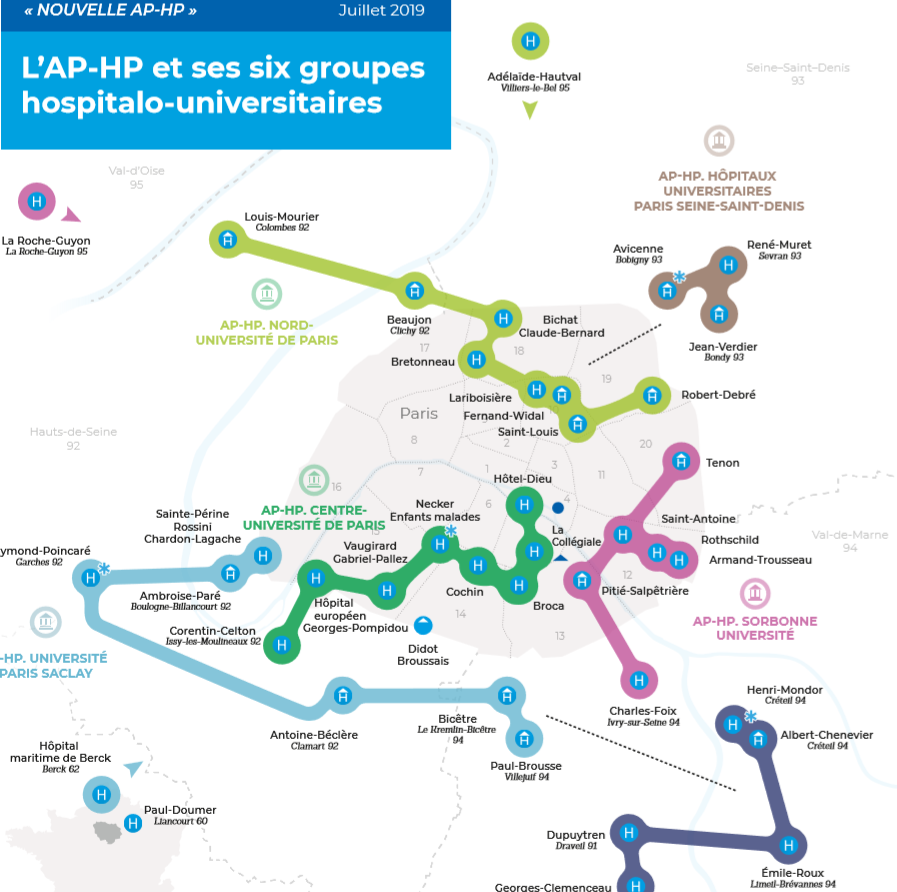 « NOUVELLE AP-HP »
Juillet 2019
L'AP-HP et ses six groupes
hospitalo-universitaires
Adélaïde-Hautval
Villiers-le-Bel 95
Seine-Saint-Denis
93
Val-d'Oise
95
AP-HP. HÔPITAUX
UNIVERSITAIRES
PARIS SEINE-SAINT-DENIS
La Roche-Guyon
La Roche-Guyon 95
Louis-Mourier
Colombes 92
Avicenne
Bobigny 93
René-Muret
Sevran 93
AP-HP. NORD-
UNIVERSITÉ DE PARIS
Beaujon
Clichy 92
Bichat
Claude-Bernard
Jean-Verdier
Bondy 93
17
18
Bretonneau
19
Lariboisière
Robert-Debré
Paris
Fernand-Widal
Saint-Louis
Hauts-de-Seine
92
8
2
20
7
1
3
11
Tenon
16
Hôtel-Dieu
4
6
AP-HP. CENTRE-
UNIVERSITÉ DE PARIS
15
Necker
Enfants malades
Sainte-Périne
Rossini
Chardon-Lagache
La
Collégiale
Saint-Antoine
Rothschild
Armand-Trousseau
Val-de-Marne
94
ymond-Poincaré
Garches 92
Vaugirard
Gabriel-Pallez
12
Ambroise-Paré
Boulogne-Billancourt 92
Cochin
Broca
Pitié-Salpêtrière
Hôpital
européen
Georges-Pompidou
14
13
AP-HP. SORBONNE
UNIVERSITÉ
Corentin-Celton
Issy-les-Moulineaux 92
-HP. UNIVERSITÉ
PARIS SACLAY
Didot
Broussais
Charles-Foix
Ivry-sur-Seine 94
Henri-Mondor
Créteil 94
Antoine-Béclère
Clamart 92
Bicêtre
Le Kremlin-Bicêtre
94
Albert-Chenevier
Créteil 94
Hôpital
maritime de Berck
Berck 62
Paul-Brousse
Villejuif 94
Paul-Doumer
Liancourt 60
Dupuytren
Draveil 91
Émile-Roux
Limeil-Brévannes 94
Georges-Clemenceau